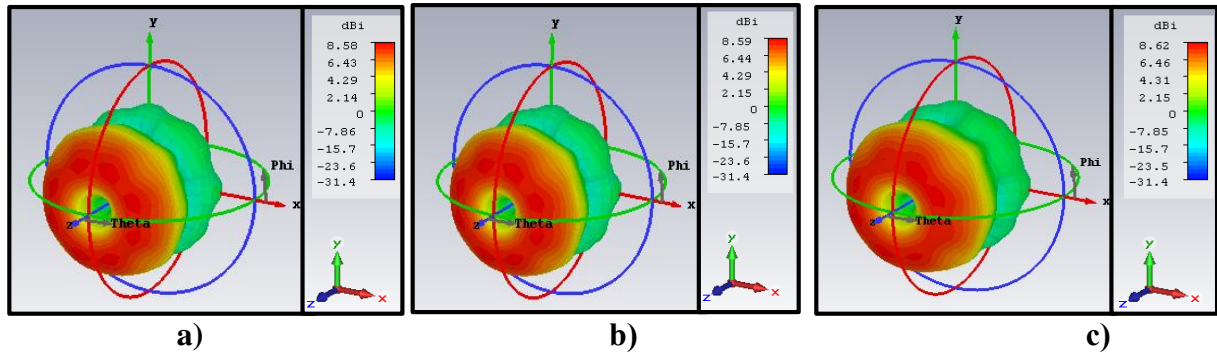 y
Phi
x
Theta
z
dBi
8.58
6.43
4.29
2.14
0
-7.86
-15.7
-23.6
-31.4
y
x
z
a)
y
Phi
x
Theta
z
dBi
8.59
6.44
4.29
2.15
0
-7.85
-15.7
-23.5
-31.4
y
x
z
b)
y
Phi
x
Theta
z
dBi
8.62
6.46
4.31
2.15
0
-7.85
-15.7
-23.5
-31.4
y
x
z
c)